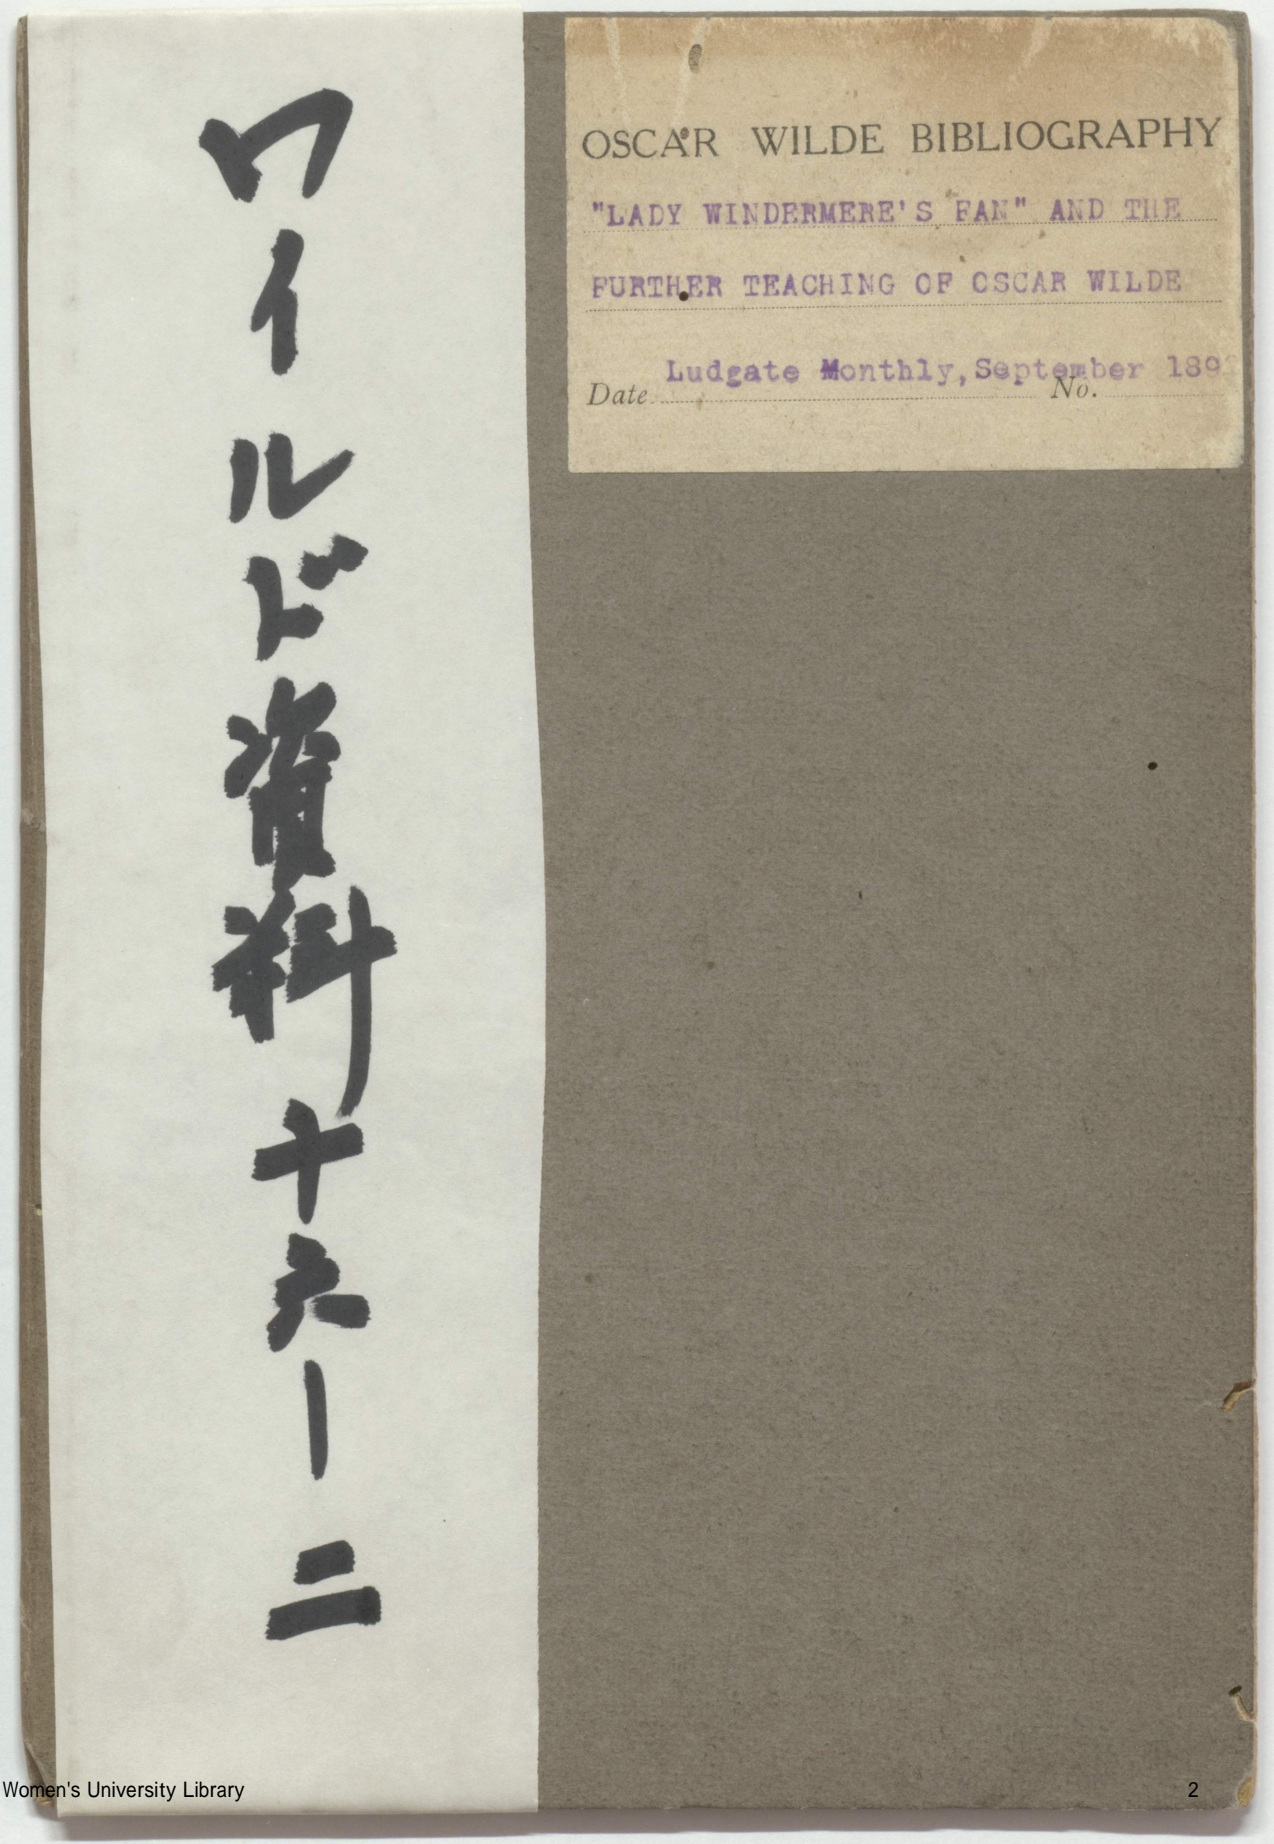 ワイルド資料十六ー二
OSCAR WILDE BIBLIOGRAPHY
"LADY WINDERMERE'S FAN" AND THE
FURTHER TEACHING OF OSCAR WILDE
Ludgate Monthly, September
Date
No.
Women's University Library
2